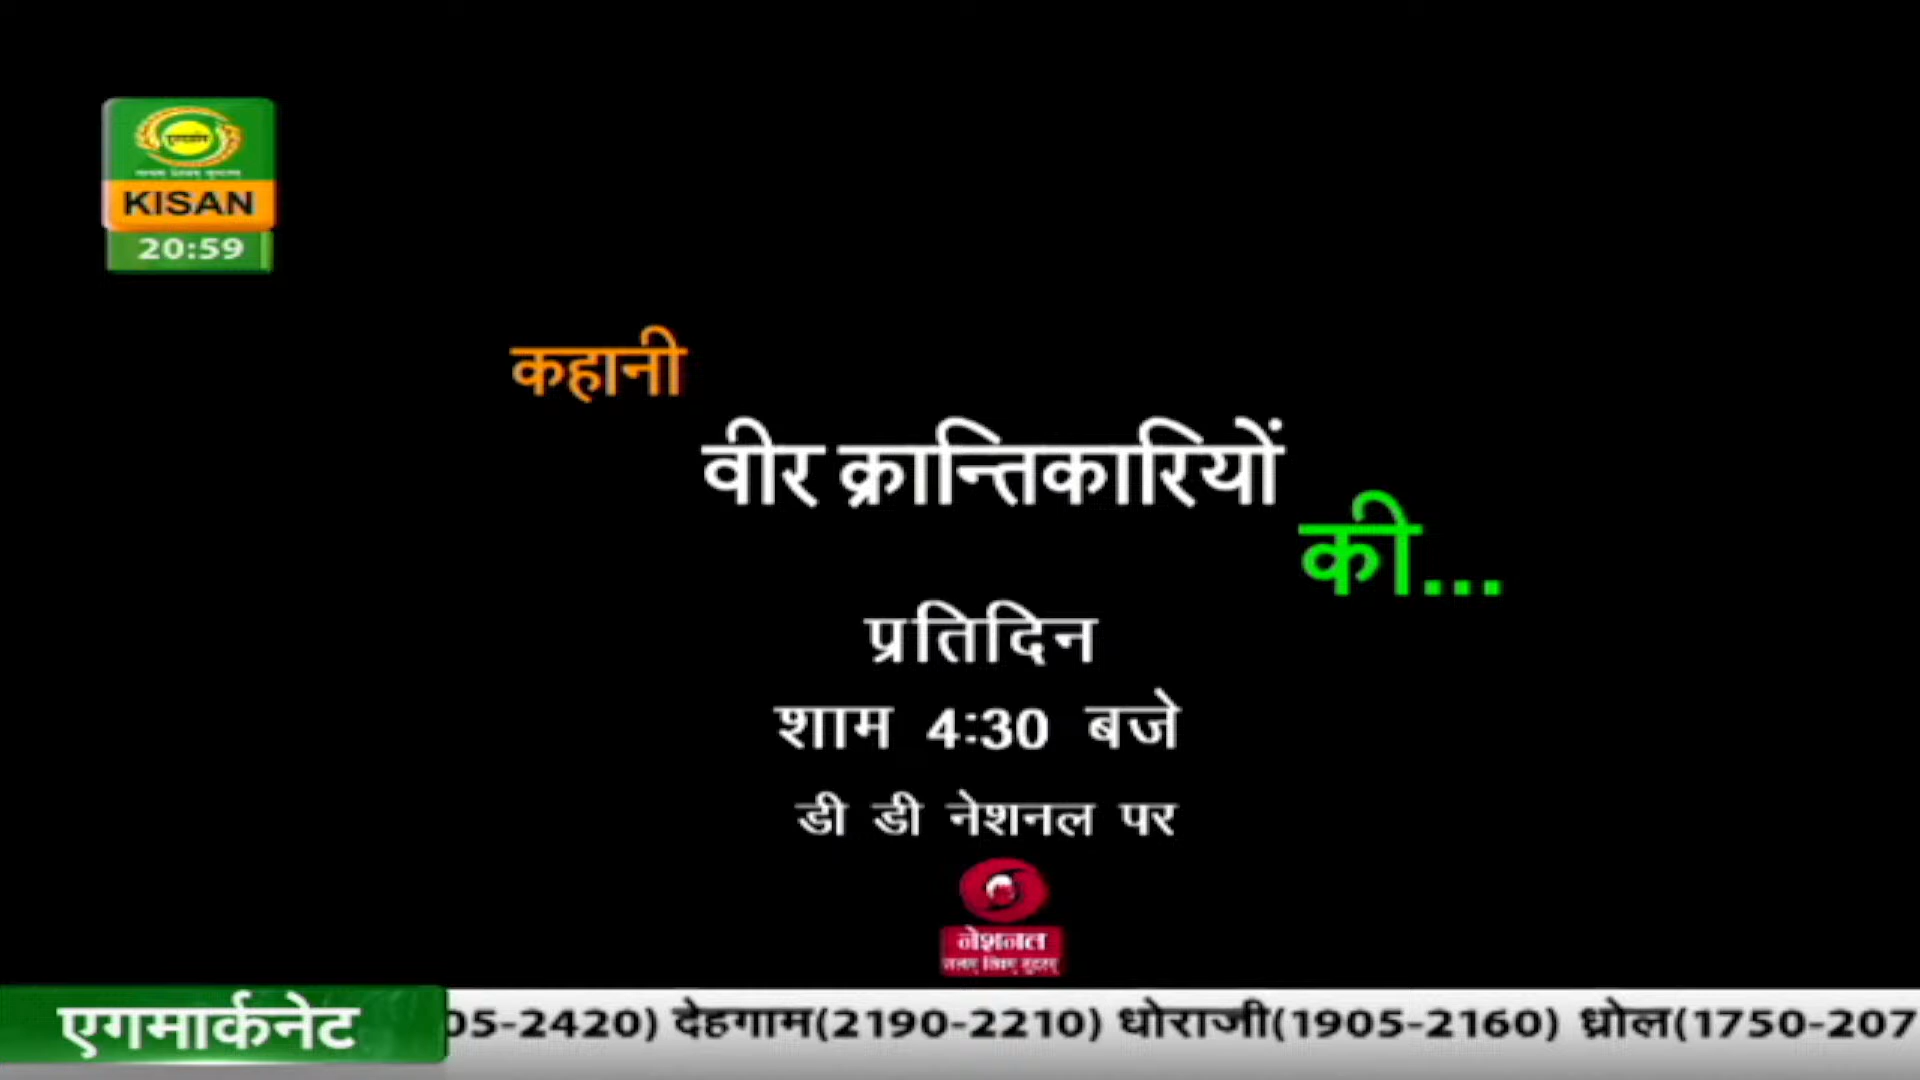 KISAN
20:59
कहानी
वीर क्रान्तिकारियों
की...
प्रतिदिन
शाम 4:30 बजे
डी डी नेशनल पर
नेशनल
एगमार्कनेट
05-2420) देहगाम(2190-2210) धोराजी(1905-2160) ध्रोल(1750-207